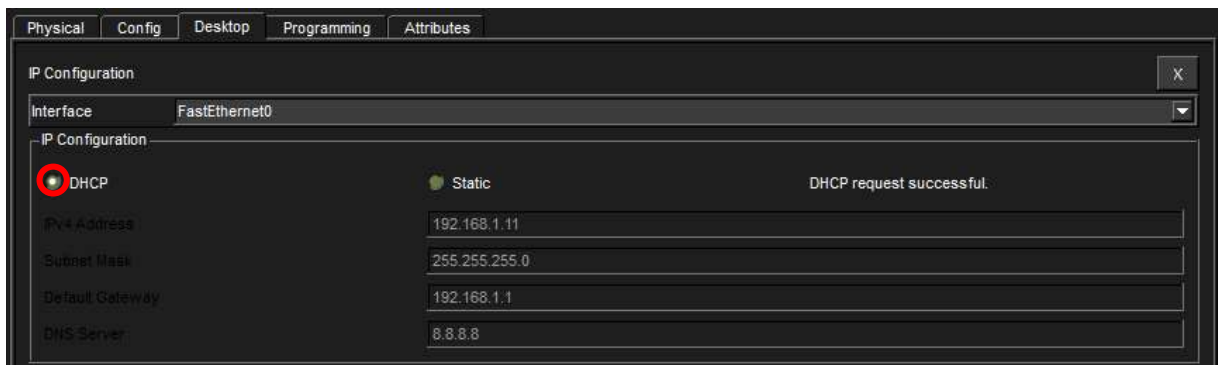 Physical Config Desktop Programming Attributes
IP Configuration X
Interface FastEthernet0
IP Configuration
DHCP Static DHCP request successful.
IPv4 Address 192.168.1.11
Subnet Mask 255.255.255.0
Default Gateway 192.168.1.1
DNS Server 8.8.8.8